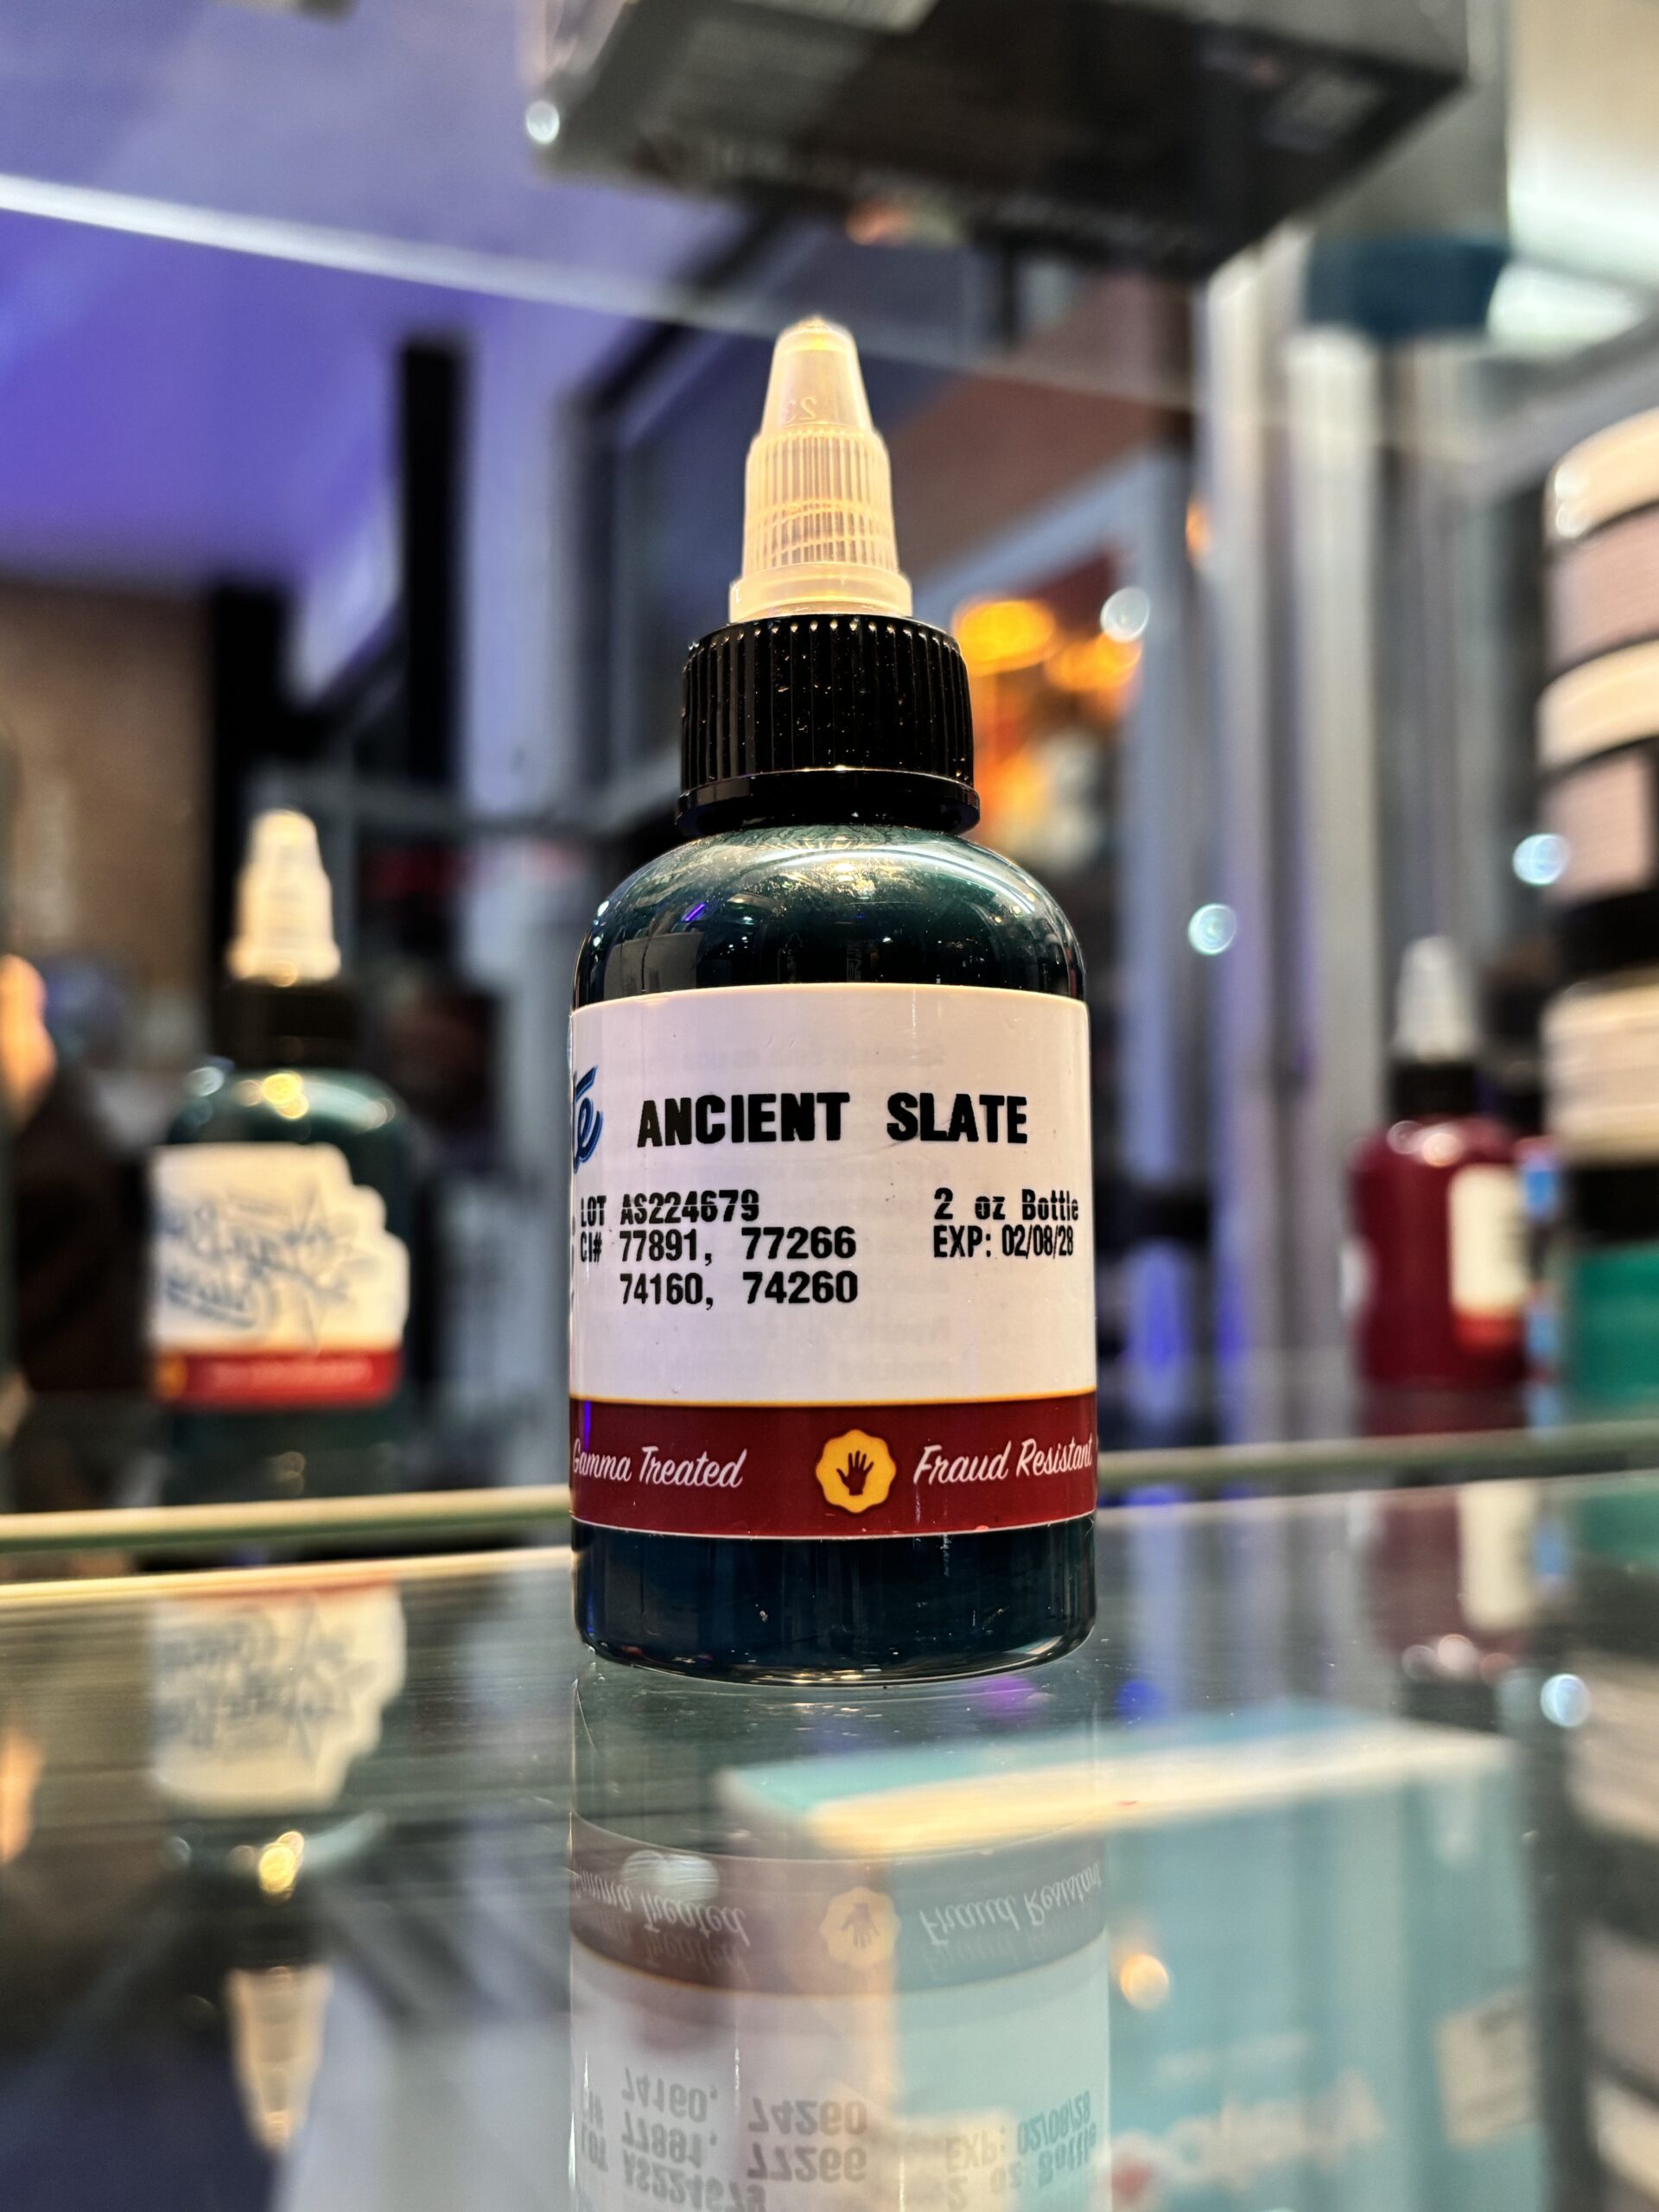 te
ANCIENT SLATE
LOT AS224679
2 oz Bottle
CI# 77891, 77266
EXP: 02/08/28
74160, 74260
Gamma Treated
Fraud Resistant